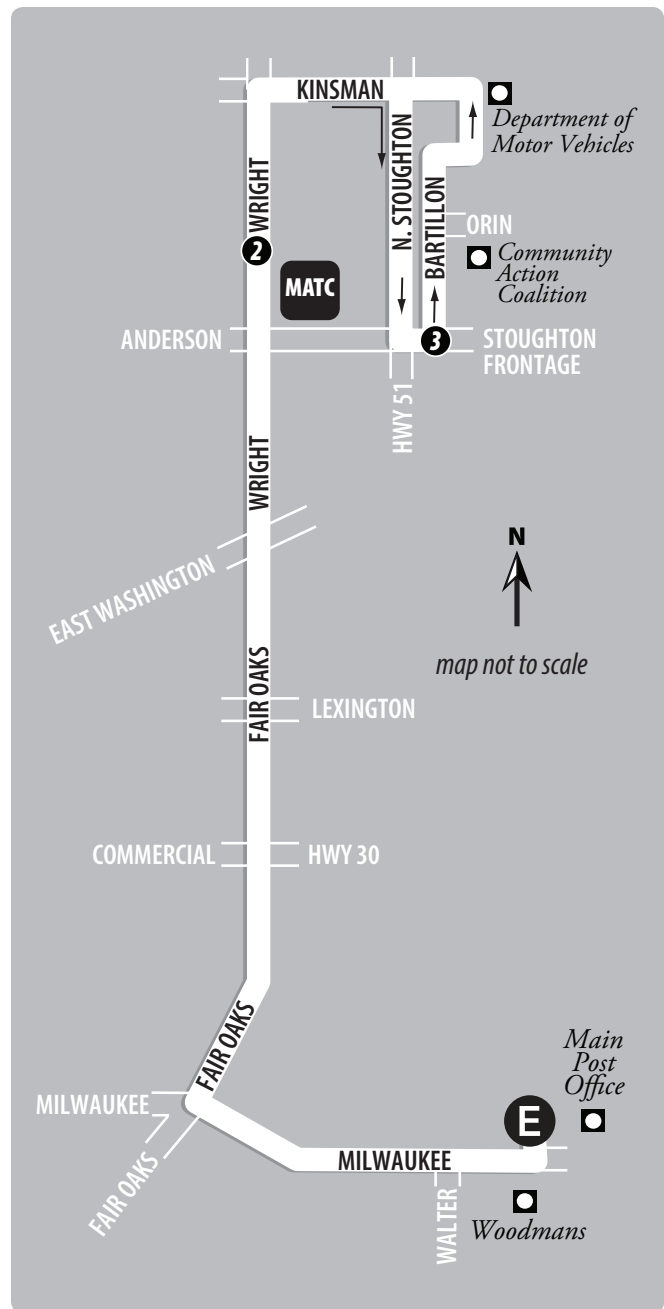 KINSMAN
Department of
Motor Vehicles
N. STOUGHTON
WRIGHT
BARTILLON
ORIN
2
Community
Action
Coalition
MATC
ANDERSON
3
STOUGHTON
FRONTAGE
HWY 51
WRIGHT
N
EAST WASHINGTON
map not to scale
FAIR OAKS
LEXINGTON
COMMERCIAL
HWY 30
FAIR OAKS
Main
Post
Office
MILWAUKEE
E
FAIR OAKS
MILWAUKEE
WALTER
Woodmans